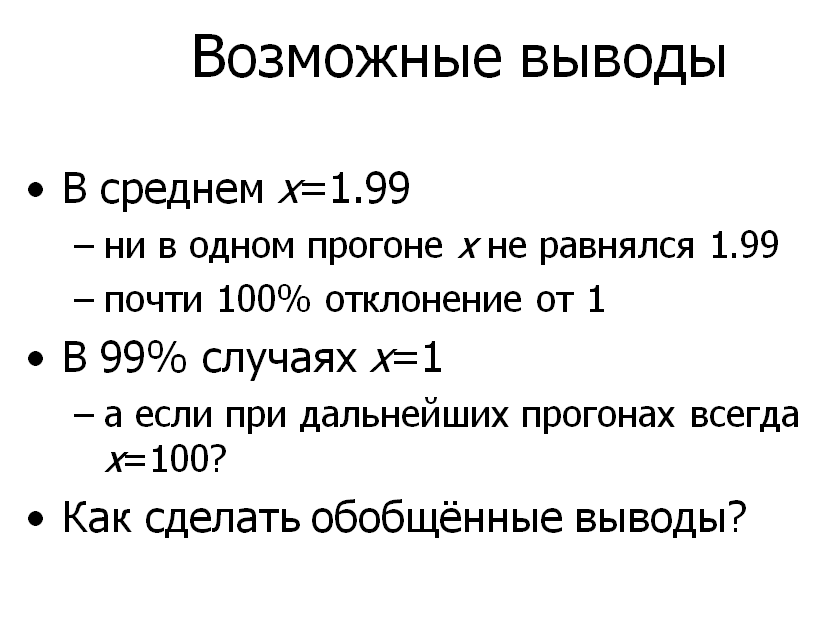 Возможные выводы
• В среднем x=1.99
– ни в одном прогоне x не равнялся 1.99
– почти 100% отклонение от 1
• В 99% случаях x=1
– а если при дальнейших прогонах всегда
x=100?
• Как сделать обобщённые выводы?